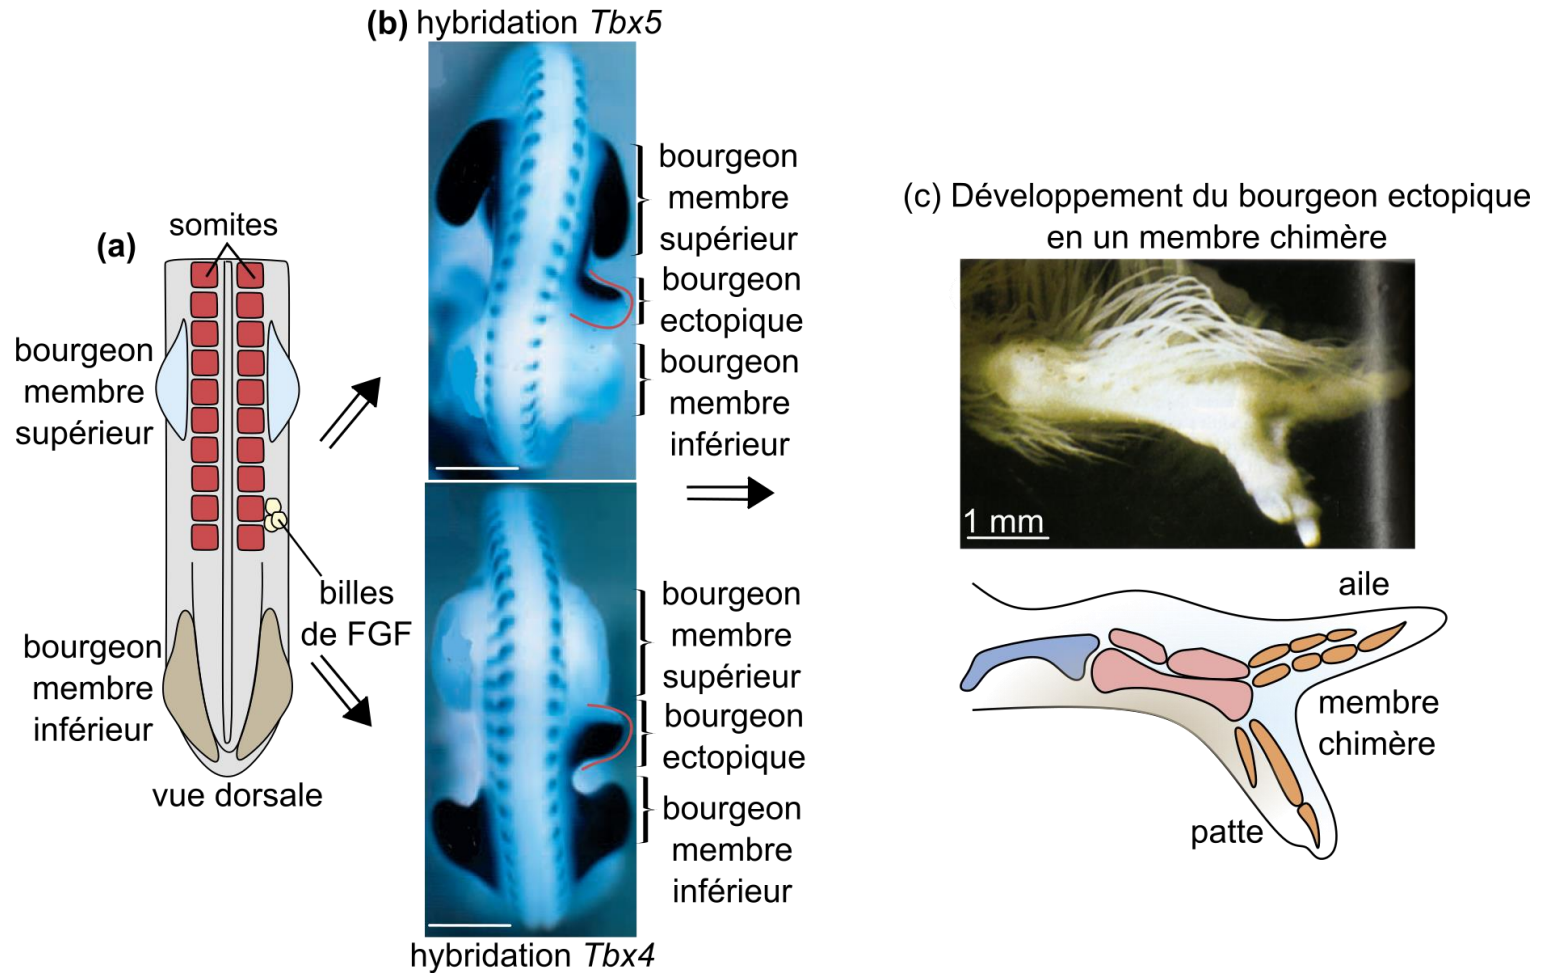 (b) hybridation Tbx5
(a)
somites
bourgeon
membre
supérieur
billes
de FGF
bourgeon
membre
inférieur
vue dorsale
bourgeon
membre
supérieur
bourgeon
ectopique
bourgeon
membre
inférieur
bourgeon
membre
supérieur
bourgeon
ectopique
bourgeon
membre
inférieur
hybridation Tbx4
(c) Développement du bourgeon ectopique
en un membre chimère
1 mm
aile
membre
chimère
patte